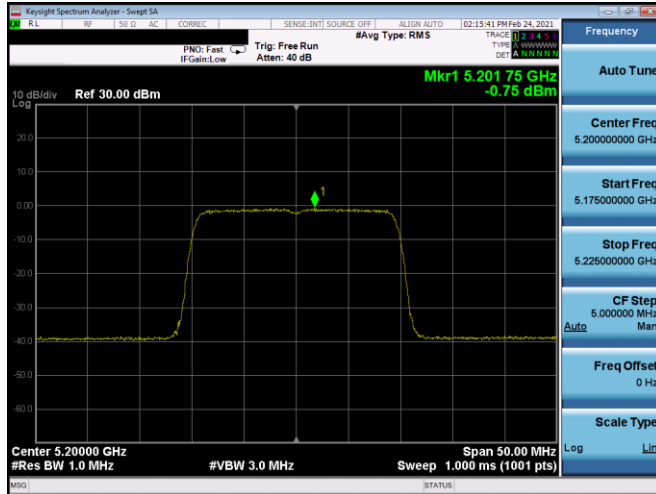 Keysight Spectrum Analyzer - Swept SA
RL RF 50 Ω AC CORREC SENSE:INT SOURCE OFF ALIGN AUTO 02:15:41 PM Feb 24, 2021
Frequency
#Avg Type: RMS
TRACE 1 2 3 4 5 6
TYPE A WWWWW
DET A N N N N N
PNO: Fast Trig: Free Run
IFGain:Low Atten: 40 dB
Auto Tune
Mkr1 5.201 75 GHz
-0.75 dBm
10 dB/div Ref 30.00 dBm
Log
20.0
0.00
-10.0
-20.0
-30.0
-40.0
-50.0
-60.0
1
Center Freq
5.200000000 GHz
Start Freq
5.175000000 GHz
Stop Freq
5.225000000 GHz
CF Step
5.000000 MHz
Auto Man
Freq Offset
0 Hz
Scale Type
Log Lin
Center 5.20000 GHz Span 50.00 MHz
#Res BW 1.0 MHz #VBW 3.0 MHz Sweep 1.000 ms (1001 pts)
MSG STATUS